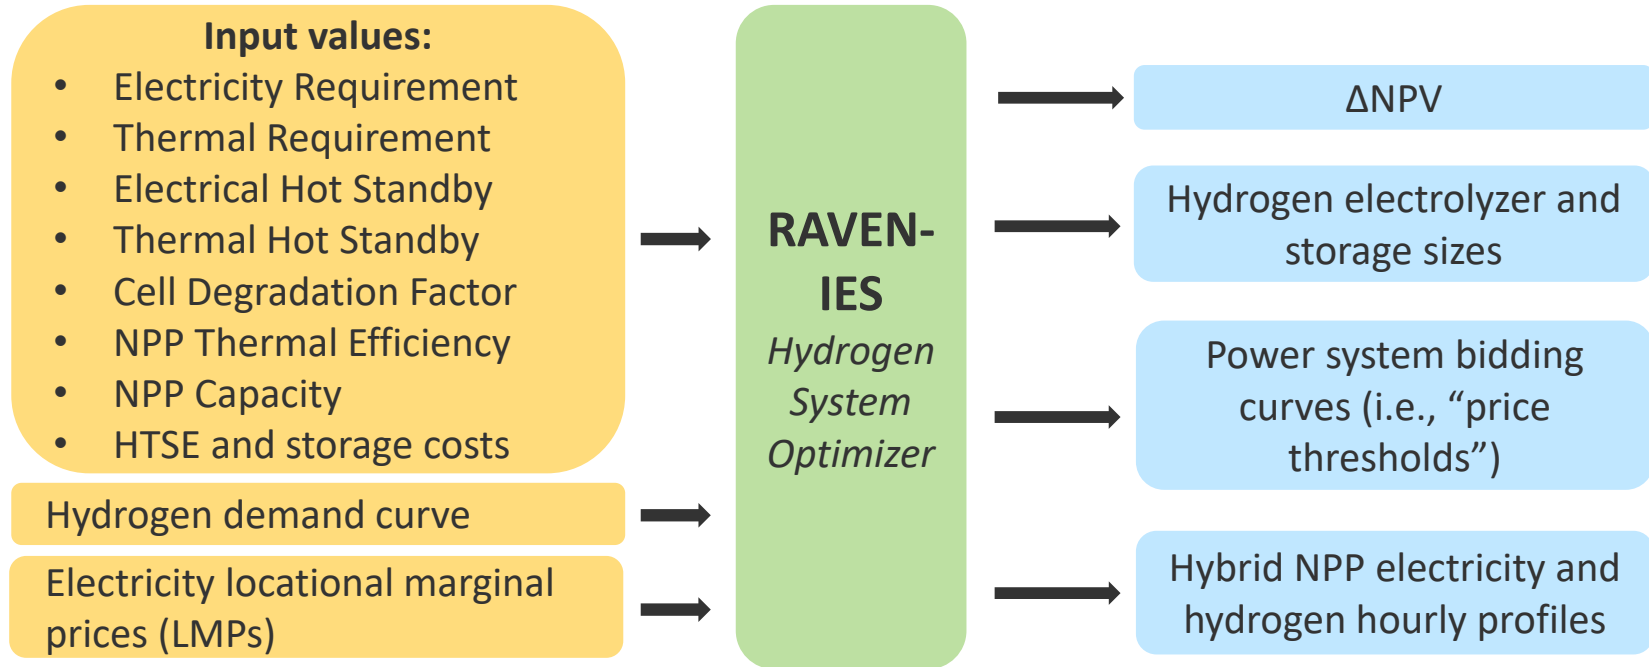 Input values:
• Electricity Requirement
• Thermal Requirement
• Electrical Hot Standby
• Thermal Hot Standby
• Cell Degradation Factor
• NPP Thermal Efficiency
• NPP Capacity
• HTSE and storage costs
Hydrogen demand curve
Electricity locational marginal
prices (LMPs)
RAVEN-
IES
Hydrogen
System
Optimizer
ΔNPV
Hydrogen electrolyzer and
storage sizes
Power system bidding
curves (i.e., “price
thresholds”)
Hybrid NPP electricity and
hydrogen hourly profiles